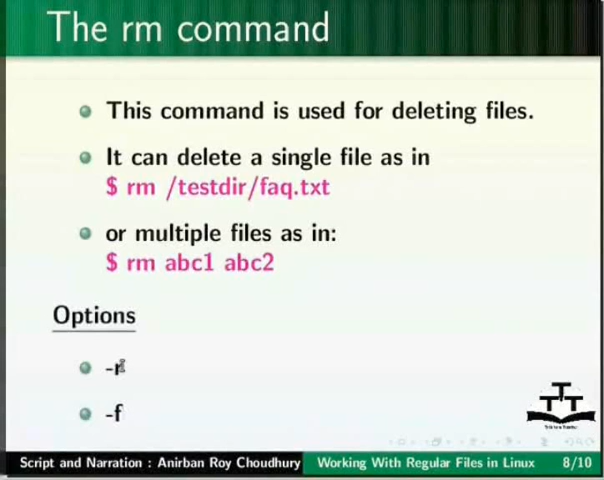 The rm command
This command is used for deleting files.
It can delete a single file as in
$ rm /testdir/faq.txt
or multiple files as in:
$ rm abc1 abc2
Options
-r
-f
TTT
Script and Narration : Anirban Roy Choudhury Working With Regular Files in Linux 8/10